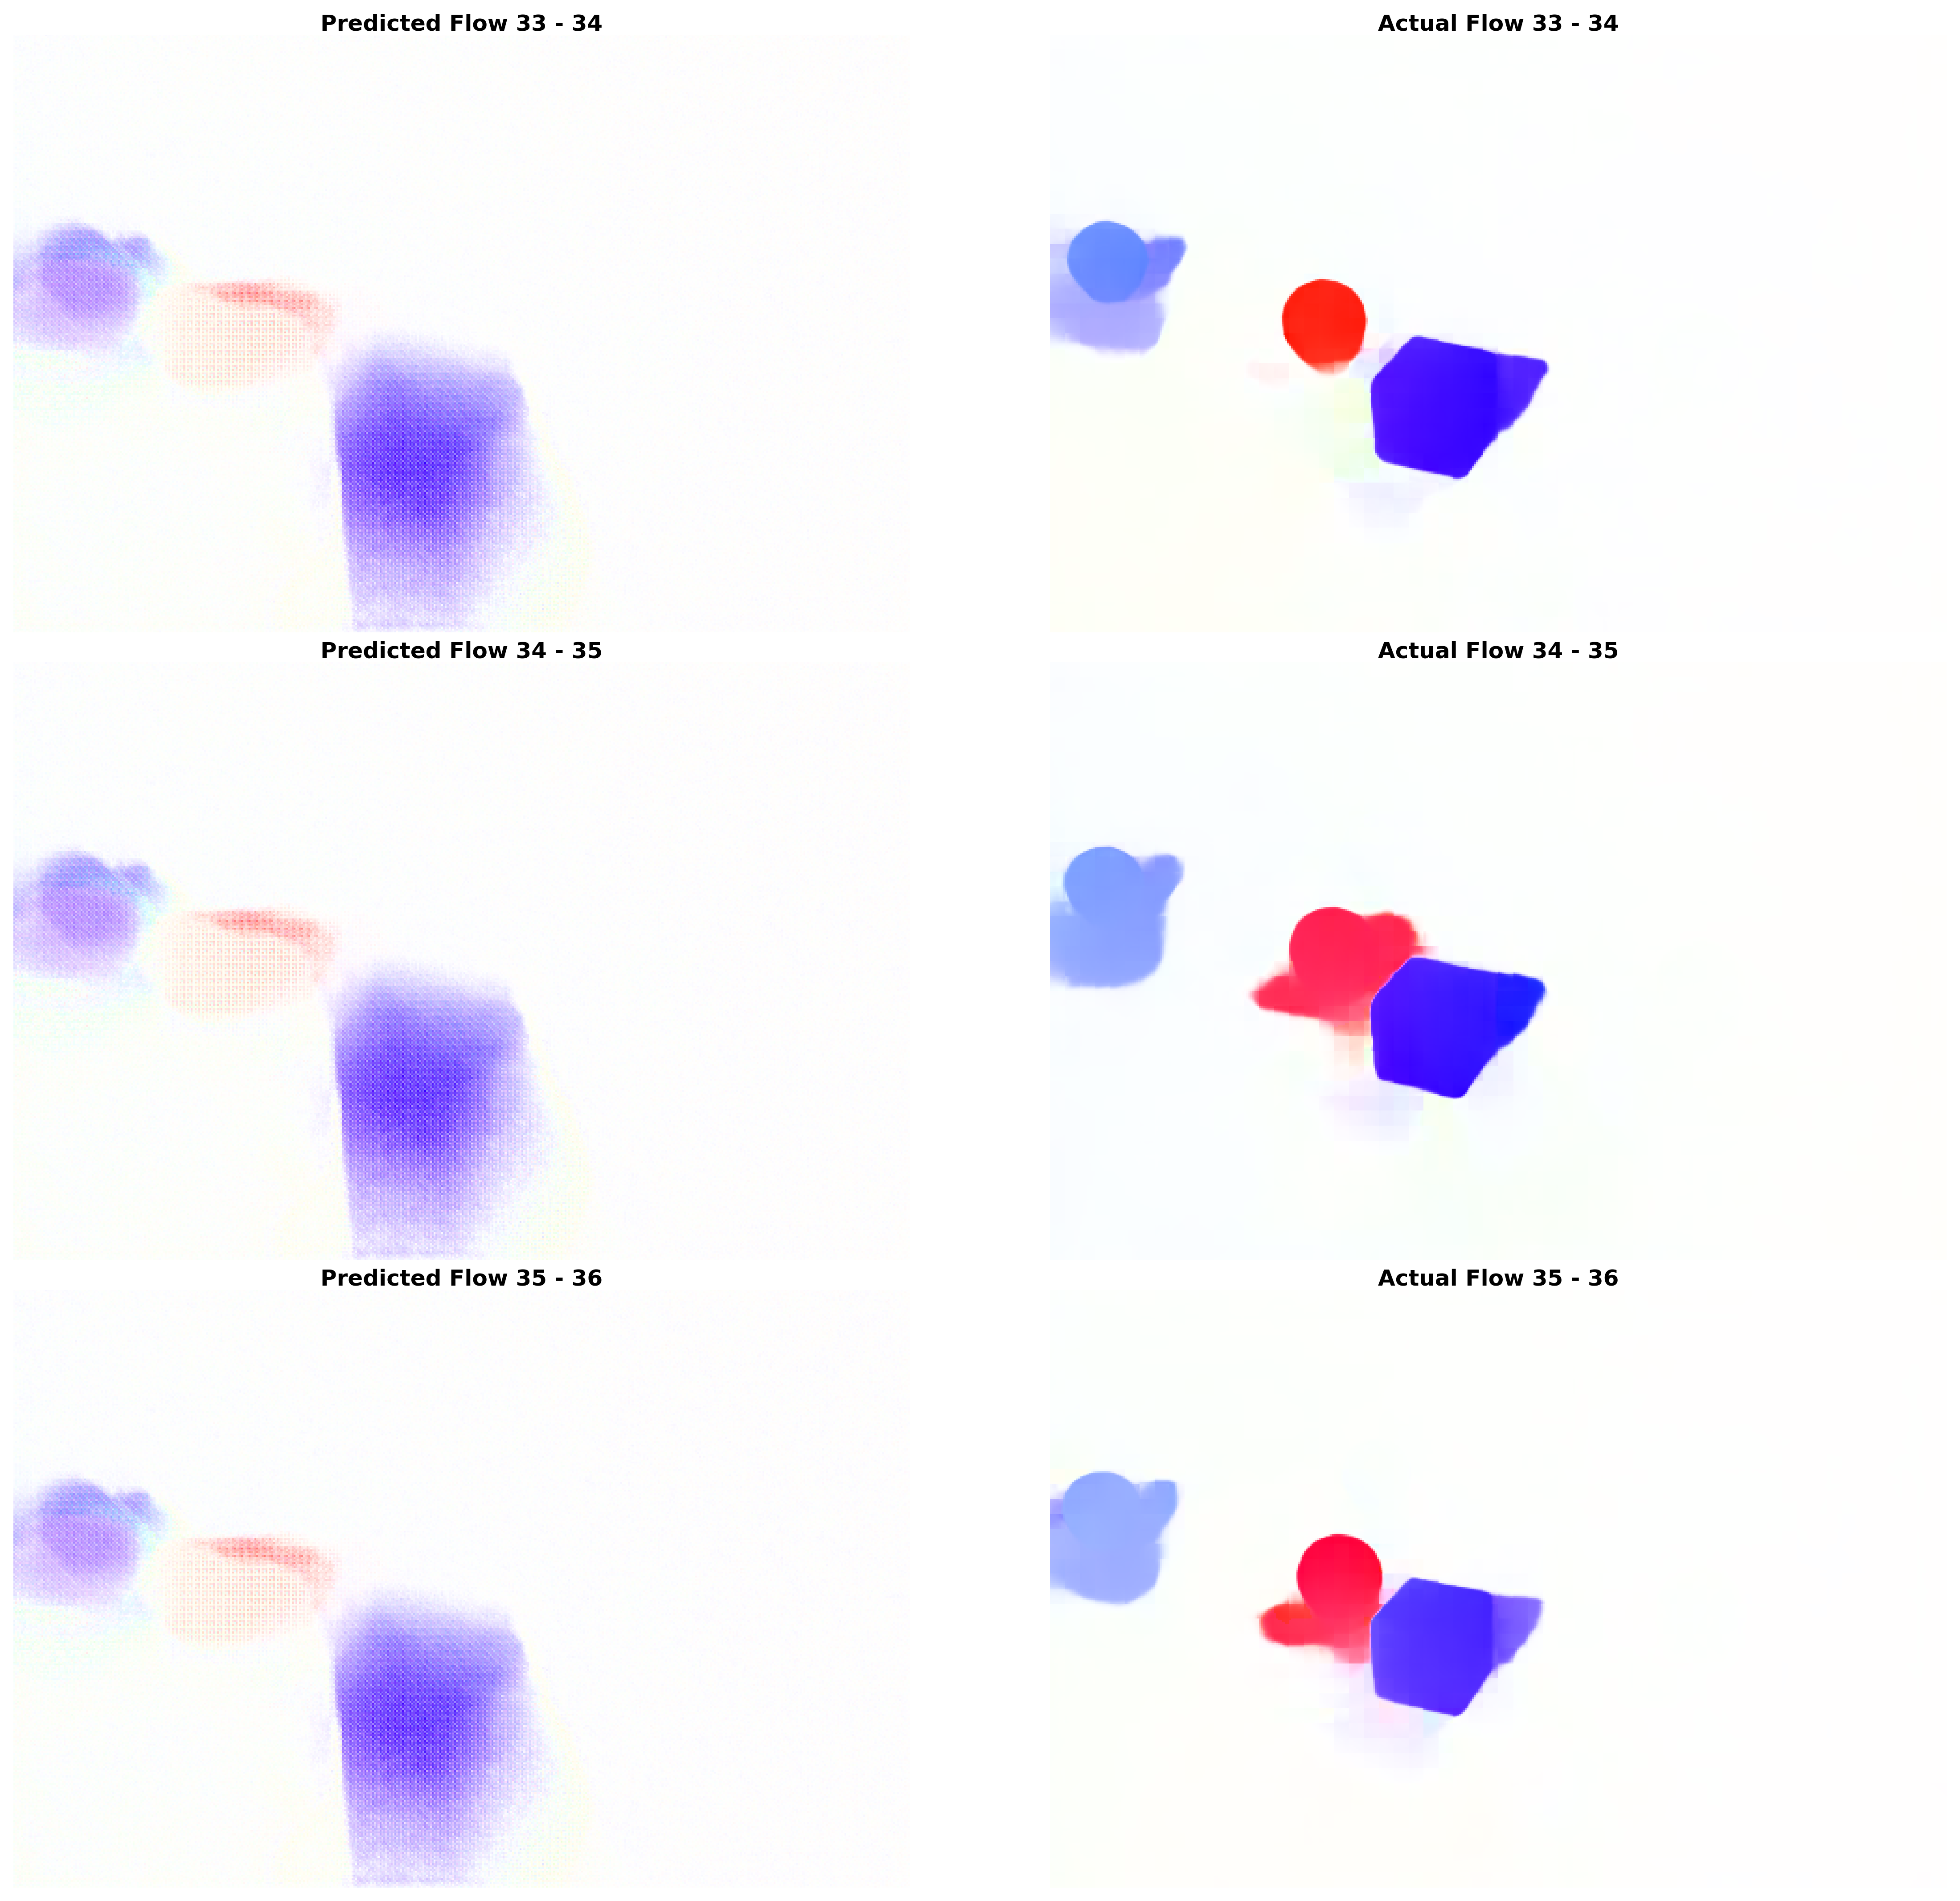 Predicted Flow 33 - 34
Actual Flow 33 - 34
Predicted Flow 34 - 35
Actual Flow 34 - 35
Predicted Flow 35 - 36
Actual Flow 35 - 36